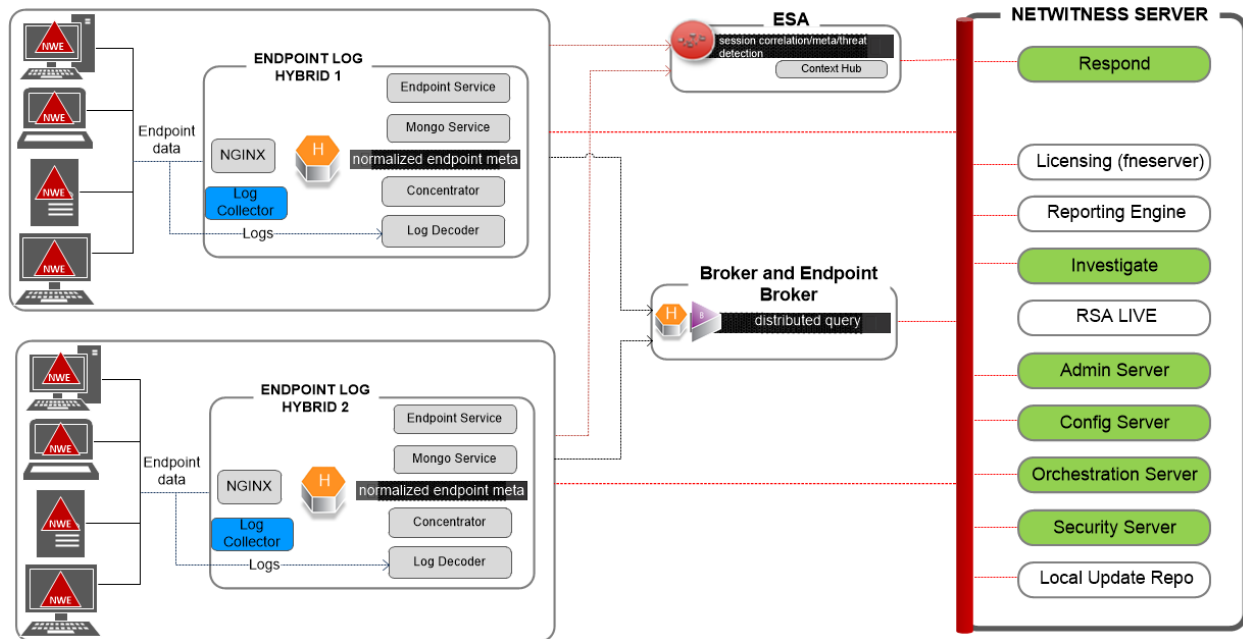 NWE
NWE
NWE
NWE
Endpoint
data
ENDPOINT LOG
HYBRID 1
Endpoint Service
Mongo Service
NGINX
H
normalized endpoint meta
Log
Collector
Concentrator
Logs
Log Decoder
NWE
NWE
NWE
NWE
Endpoint
data
ENDPOINT LOG
HYBRID 2
Endpoint Service
Mongo Service
NGINX
H
normalized endpoint meta
Log
Collector
Concentrator
Logs
Log Decoder
ESA
session correlation/meta/threat
detection
Context Hub
Broker and Endpoint
Broker
H
B
distributed query
NETWITNESS SERVER
Respond
Licensing (fneserver)
Reporting Engine
Investigate
RSA LIVE
Admin Server
Config Server
Orchestration Server
Security Server
Local Update Repo